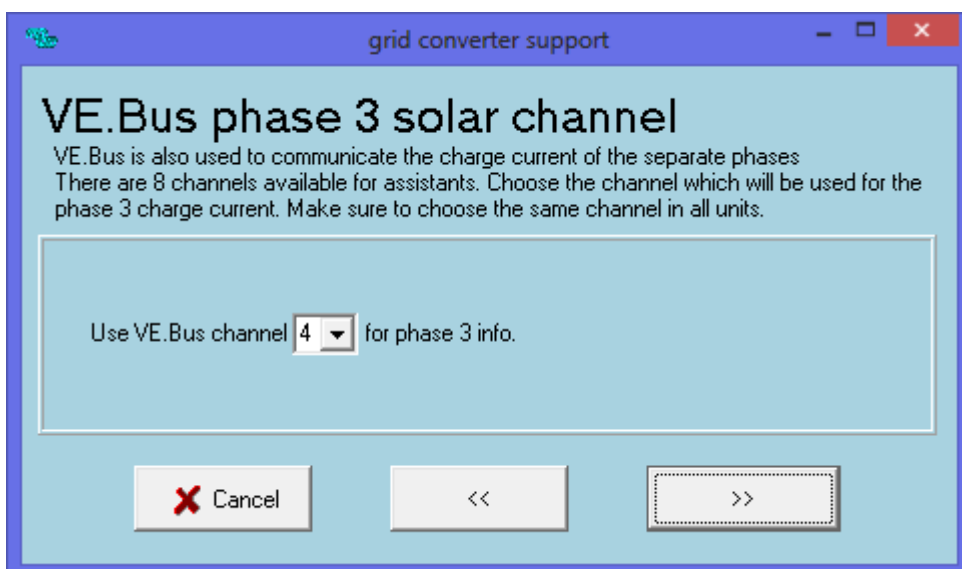 grid converter support
VE.Bus phase 3 solar channel
VE.Bus is also used to communicate the charge current of the separate phases
There are 8 channels available for assistants. Choose the channel which will be used for the
phase 3 charge current. Make sure to choose the same channel in all units.
Use VE.Bus channel 4 for phase 3 info.
Cancel << >>